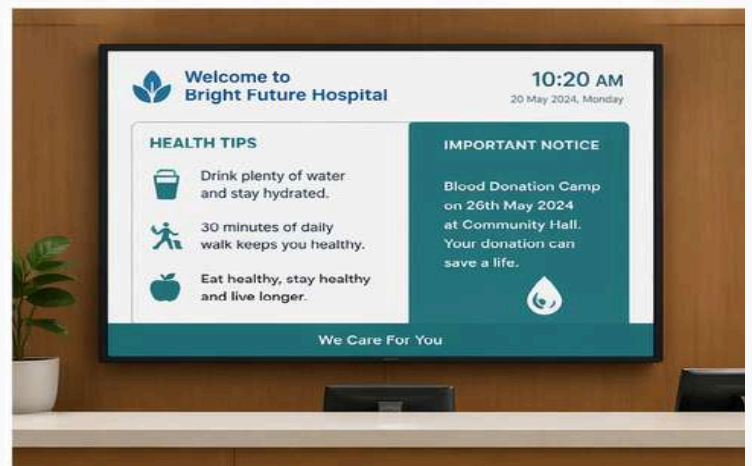 Welcome to
Bright Future Hospital
10:20 AM
20 May 2024, Monday
HEALTH TIPS
Drink plenty of water
and stay hydrated.
30 minutes of daily
walk keeps you healthy.
Eat healthy, stay healthy
and live longer.
IMPORTANT NOTICE
Blood Donation Camp
on 26th May 2024
at Community Hall.
Your donation can
save a life.
We Care For You